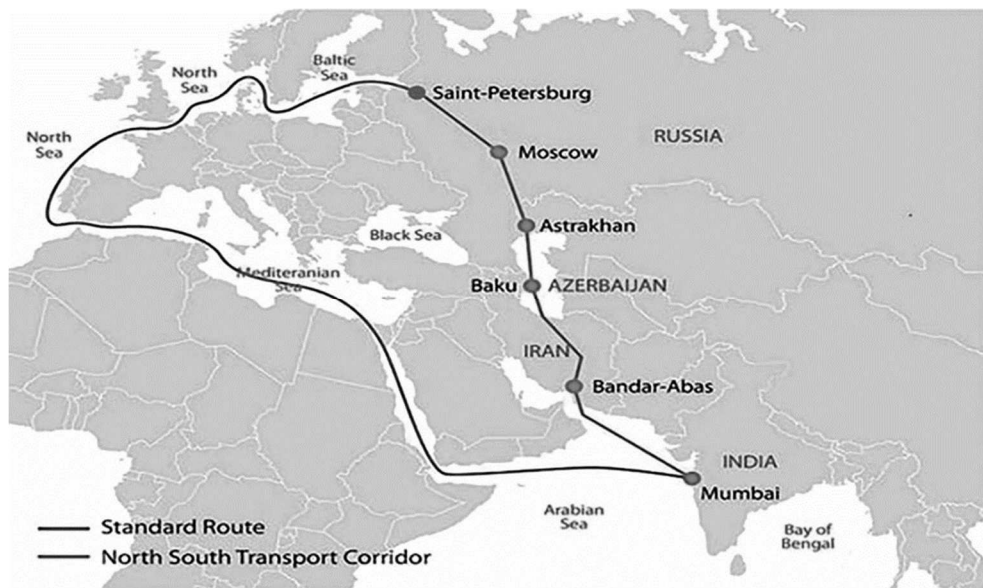 North
Sea
Baltic
Sea
Saint-Petersburg
North
Sea
RUSSIA
Moscow
Astrakhan
Black Sea
Mediteranian
Sea
Baku
AZERBAIJAN
IRAN
Bandar-Abas
INDIA
Mumbai
Arabian
Sea
Bay of
Bengal
Standard Route
North South Transport Corridor